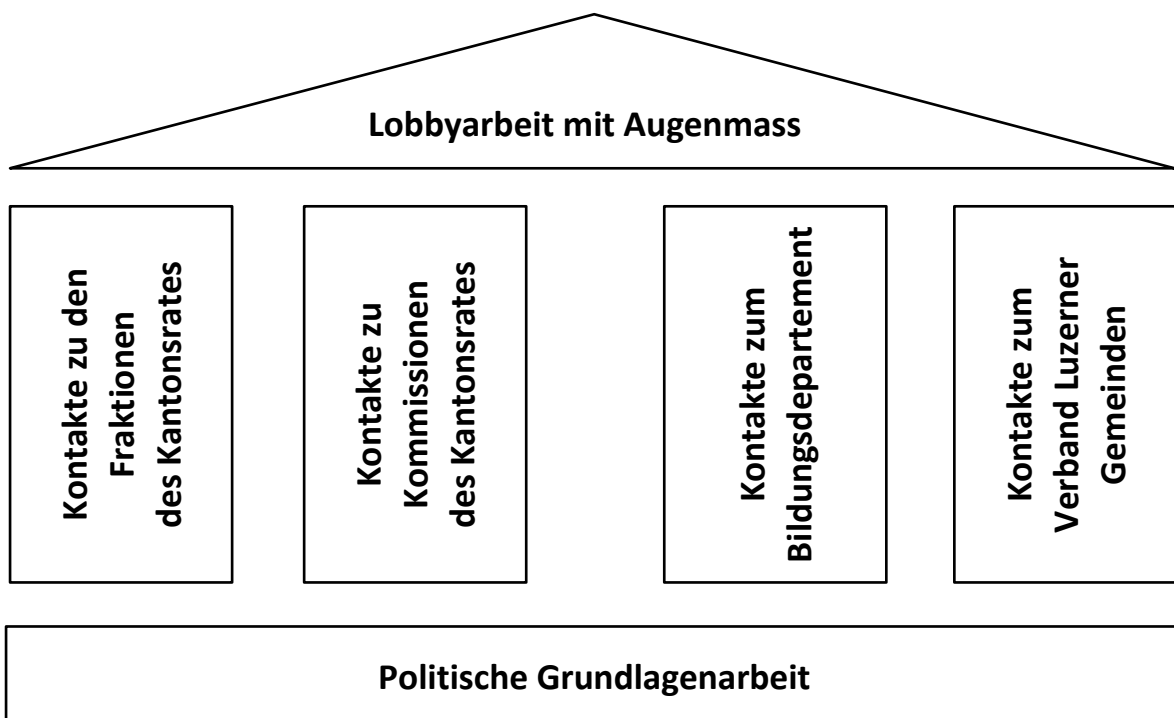 Lobbyarbeit mit Augenmass
Kontakte zu den
Fraktionen
des Kantonsrates
Kontakte zu
Kommissionen
des Kantonsrates
Kontakte zum
Bildungsdepartement
Kontakte zum
Verband Luzerner
Gemeinden
Politische Grundlagenarbeit